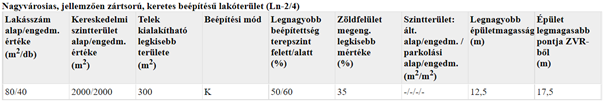 Nagyvárosias, jellemzően zártsorú, keretes beépítésű lakóterület (Ln-2/4)
Lakásszám alap/engedm. értéke (m²/db)
Kereskedelmi szintterület alap/engedm. értéke (m²)
Telek kialakítható legkisebb területe (m²)
Beépítési mód
Legnagyobb beépítettség terepszint felett/alatt (%)
Zöldfelület megeng. legkisebb mértéke (%)
Szintterület: ált. alap/engedm. / parkolási alap/engedm. (m²/m²)
Legnagyobb épületmagasság (m)
Épület legmagasabb pontja ZVR-ből (m)
80/40 2000/2000 300 K 50/60 35 -/-/-/- 12,5 17,5